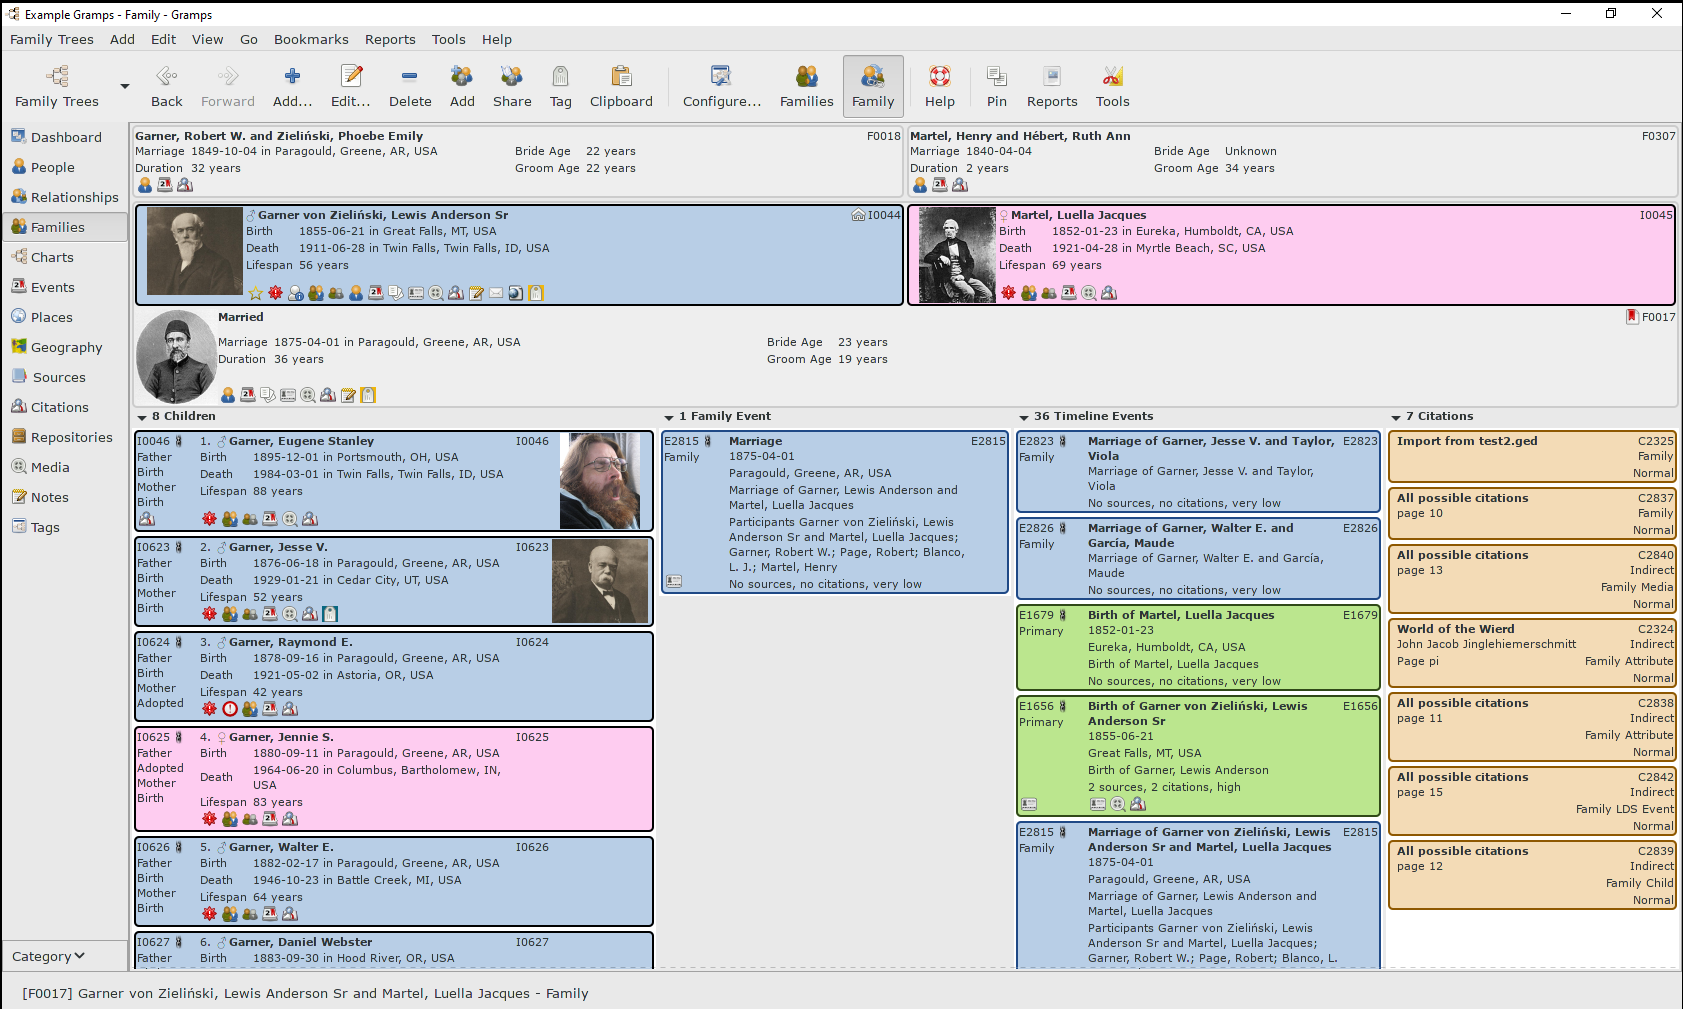 Example Gramps - Family - Gramps
Family Trees Add Edit View Go Bookmarks Reports Tools Help
Family Trees Back Forward Add... Edit... Delete Add Share Tag Clipboard Configure... Families Family Help Pin Reports Tools
Dashboard
People
Relationships
Families
Charts
Events
Places
Geography
Sources
Citations
Repositories
Media
Notes
Tags
Category
Garner, Robert W. and Zieliński, Phoebe Emily F0018
Marriage 1849-10-04 in Paragould, Greene, AR, USA Bride Age 22 years
Duration 32 years Groom Age 22 years
Martel, Henry and Hébert, Ruth Ann F0307
Marriage 1840-04-04 Bride Age Unknown
Duration 2 years Groom Age 34 years
Garner von Zieliński, Lewis Anderson Sr I0044
Birth 1855-06-21 in Great Falls, MT, USA
Death 1911-06-28 in Twin Falls, Twin Falls, ID, USA
Lifespan 56 years
Martel, Luella Jacques I0045
Birth 1852-01-23 in Eureka, Humboldt, CA, USA
Death 1921-04-28 in Myrtle Beach, SC, USA
Lifespan 69 years
Married F0017
Marriage 1875-04-01 in Paragould, Greene, AR, USA Bride Age 23 years
Duration 36 years Groom Age 19 years
8 Children
I0046 1. Garner, Eugene Stanley I0046
Father Birth 1895-12-01 in Portsmouth, OH, USA
Birth Death 1984-03-01 in Twin Falls, Twin Falls, ID, USA
Mother Lifespan 88 years
Birth
I0623 2. Garner, Jesse V. I0623
Father Birth 1876-06-18 in Paragould, Greene, AR, USA
Birth Death 1929-01-21 in Cedar City, UT, USA
Mother Lifespan 52 years
Birth
I0624 3. Garner, Raymond E. I0624
Father Birth 1878-09-16 in Paragould, Greene, AR, USA
Birth Death 1921-05-02 in Astoria, OR, USA
Mother Lifespan 42 years
Adopted
I0625 4. Garner, Jennie S. I0625
Father Birth 1880-09-11 in Paragould, Greene, AR, USA
Adopted Death 1964-06-20 in Columbus, Bartholomew, IN,
Mother USA
Birth Lifespan 83 years
I0626 5. Garner, Walter E. I0626
Father Birth 1882-02-17 in Paragould, Greene, AR, USA
Birth Death 1946-10-23 in Battle Creek, MI, USA
Mother Lifespan 64 years
Birth
I0627 6. Garner, Daniel Webster I0627
Father Birth 1883-09-30 in Hood River, OR, USA
1 Family Event
E2815 Marriage E2815
Family 1875-04-01
Paragould, Greene, AR, USA
Marriage of Garner, Lewis Anderson and
Martel, Luella Jacques
Participants Garner von Zieliński, Lewis
Anderson Sr and Martel, Luella Jacques;
Garner, Robert W.; Page, Robert; Blanco,
L. J.; Martel, Henry
No sources, no citations, very low
36 Timeline Events
E2823 Marriage of Garner, Jesse V. and Taylor, E2823
Family Viola
Marriage of Garner, Jesse V. and Taylor,
Viola
No sources, no citations, very low
E2826 Marriage of Garner, Walter E. and E2826
Family García, Maude
Marriage of Garner, Walter E. and García,
Maude
No sources, no citations, very low
E1679 Birth of Martel, Luella Jacques E1679
Primary 1852-01-23
Eureka, Humboldt, CA, USA
Birth of Martel, Luella Jacques
No sources, no citations, very low
E1656 Birth of Garner von Zieliński, Lewis E1656
Primary Anderson Sr
1855-06-21
Great Falls, MT, USA
Birth of Garner, Lewis Anderson
2 sources, 2 citations, high
E2815 Marriage of Garner von Zieliński, Lewis E2815
Family Anderson Sr and Martel, Luella Jacques
1875-04-01
Paragould, Greene, AR, USA
Marriage of Garner, Lewis Anderson and
Martel, Luella Jacques
Participants Garner von Zieliński, Lewis
Anderson Sr and Martel, Luella Jacques;
Garner, Robert W.; Page, Robert; Blanco, L.
7 Citations
Import from test2.ged C2325
Family
Normal
All possible citations C2837
page 10 Family
Normal
All possible citations C2840
page 13 Indirect
Family Media
Normal
World of the Wierd C2324
John Jacob Jinglehiemerschmitt Indirect
Page pi Family Attribute
Normal
All possible citations C2838
page 11 Indirect
Family Attribute
Normal
All possible citations C2842
page 15 Indirect
Family LDS Event
Normal
All possible citations C2839
page 12 Indirect
Family Child
Normal
[F0017] Garner von Zieliński, Lewis Anderson Sr and Martel, Luella Jacques - Family